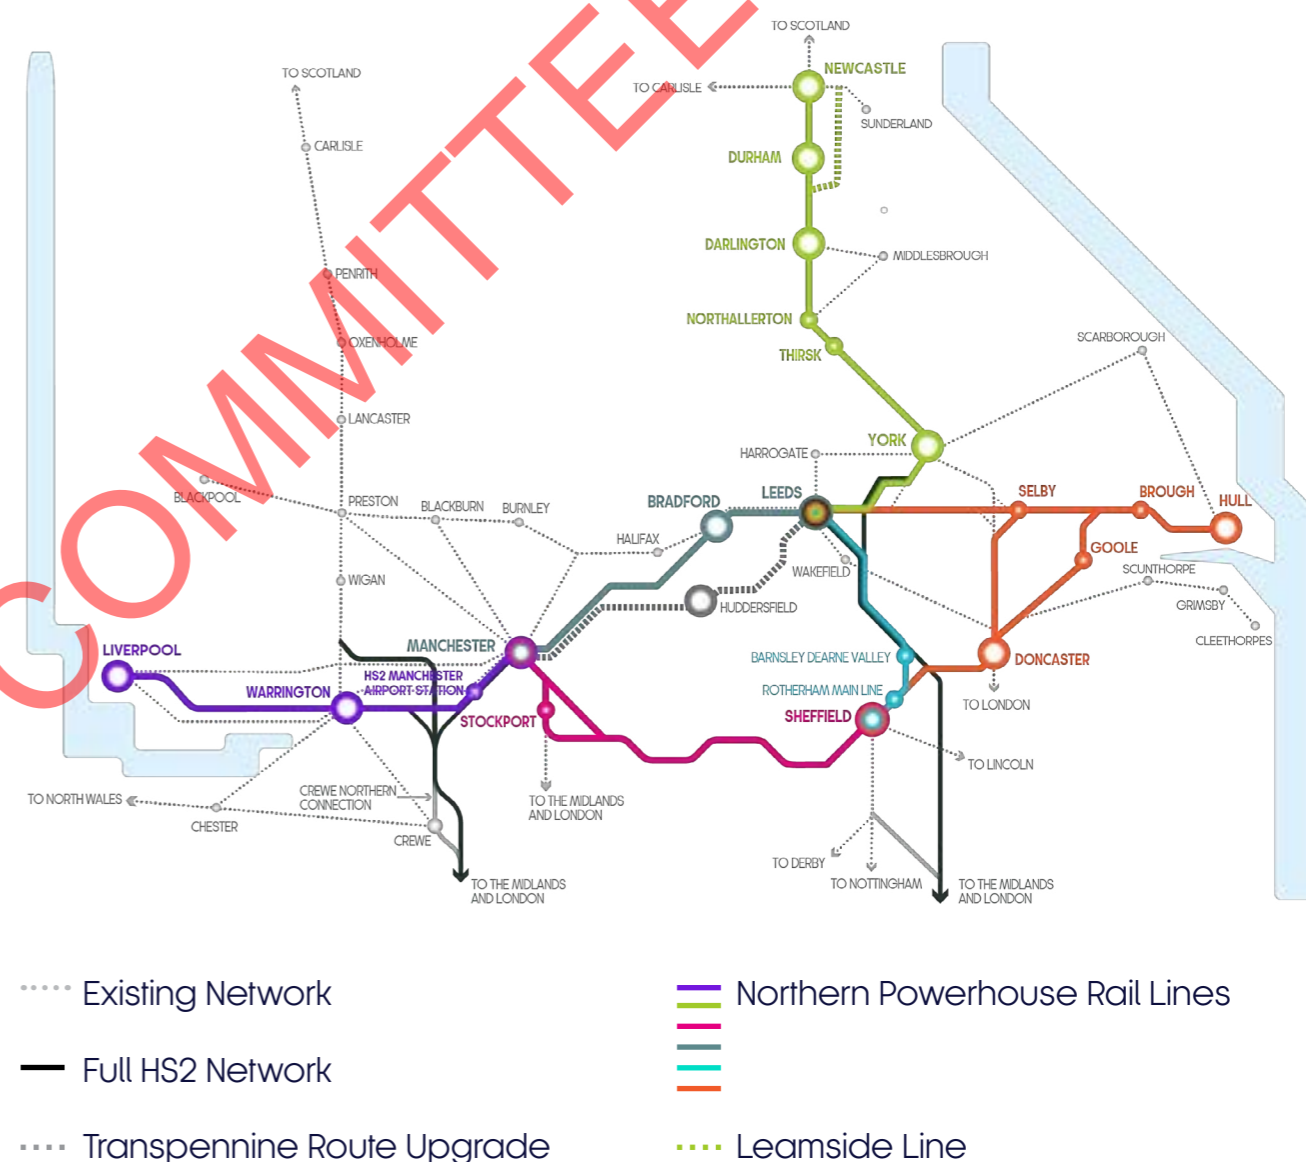 TO SCOTLAND
NEWCASTLE
TO SCOTLAND
TO CARLISLE
SUNDERLAND
CARLISLE
DURHAM
DARLINGTON
MIDDLESBROUGH
PENRITH
NORTHALLERTON
OXENHOLME
THIRSK
SCARBOROUGH
LANCASTER
YORK
HARROGATE
BLACKPOOL
PRESTON
BLACKBURN
BURNLEY
BRADFORD
LEEDS
SELBY
BROUGH
HULL
HALIFAX
GOOLE
WAKEFIELD
SCUNTHORPE
WIGAN
HUDDERSFIELD
GRIMSBY
CLEETHORPES
LIVERPOOL
MANCHESTER
BARNSLEY DEARNE VALLEY
DONCASTER
HS2 MANCHESTER
AIRPORT STATION
WARRINGTON
ROTHERHAM MAIN LINE
TO LONDON
STOCKPORT
SHEFFIELD
TO LINCOLN
TO NORTH WALES
CREWE NORTHERN
CONNECTION
TO THE MIDLANDS
AND LONDON
CHESTER
CREWE
TO DERBY
TO NOTTINGHAM
TO THE MIDLANDS
AND LONDON
TO THE MIDLANDS
AND LONDON
COMMITTEE
Existing Network
Northern Powerhouse Rail Lines
Full HS2 Network
Transpennine Route Upgrade
Leamside Line